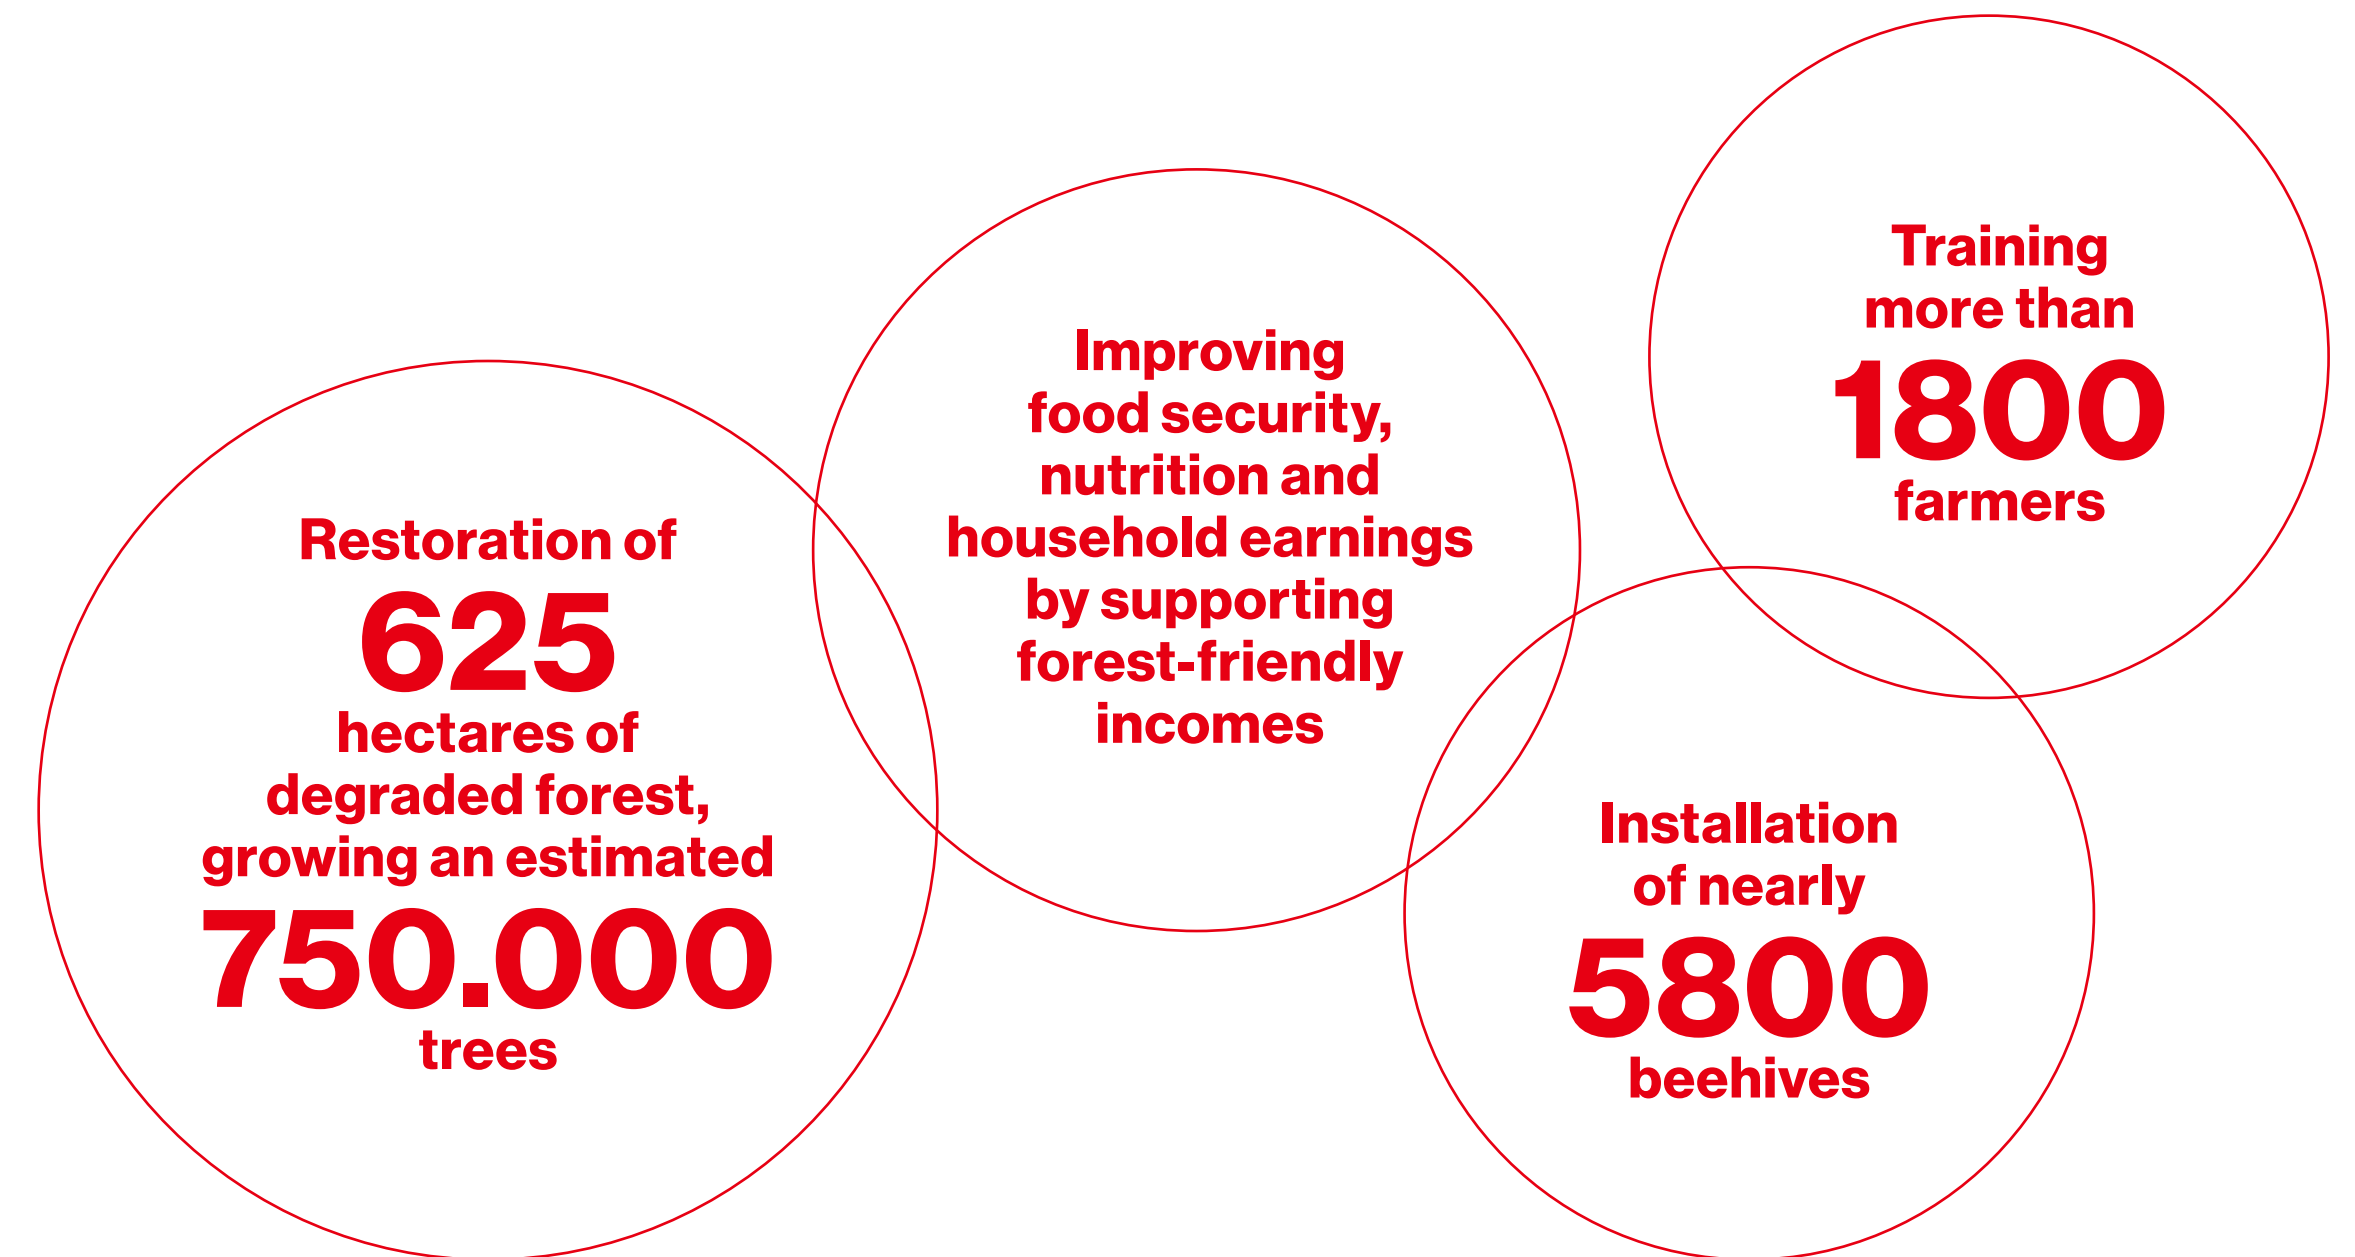 Restoration of
625
hectares of
degraded forest,
growing an estimated
750.000
trees
Improving
food security,
nutrition and
household earnings
by supporting
forest-friendly
incomes
Training
more than
1800
farmers
Installation
of nearly
5800
beehives